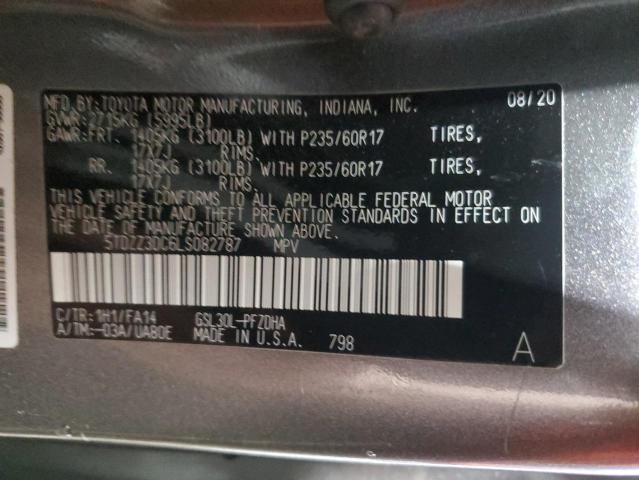 MFD.BY:TOYOTA MOTOR MANUFACTURING, INDIANA, INC. 08/20
GVWR:2715KG (5995LB)
GAWR:FRT. 1405KG (3100LB) WITH P235/60R17 TIRES,
17X7J RIMS.
RR. 1405KG (3100LB) WITH P235/60R17 TIRES,
17X7J RIMS.
THIS VEHICLE CONFORMS TO ALL APPLICABLE FEDERAL MOTOR
VEHICLE SAFETY AND THEFT PREVENTION STANDARDS IN EFFECT ON
THE DATE OF MANUFACTURE SHOWN ABOVE.
5TDZZ3DC6LS082787 MPV
C/TR:1H1/FA14 GSL30L-PFZDHA
A/TM:-03A/UA80E MADE IN U.S.A. 798 A